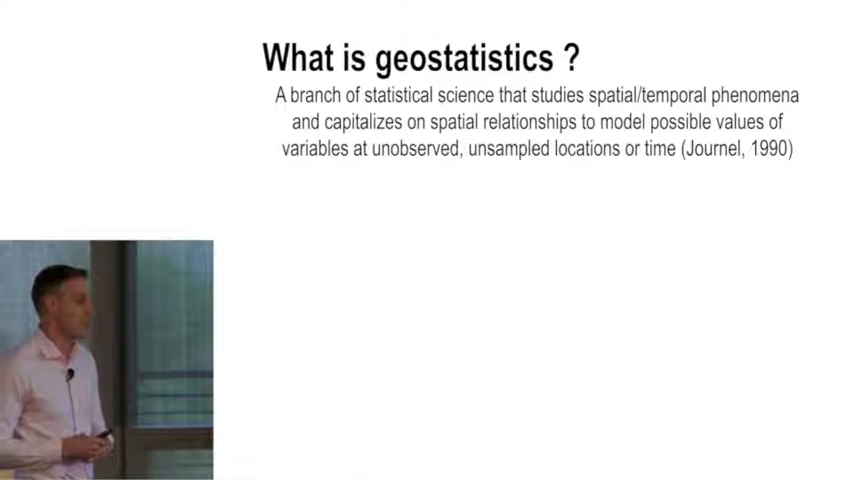 What is geostatistics ?
A branch of statistical science that studies spatial/temporal phenomena
and capitalizes on spatial relationships to model possible values of
variables at unobserved, unsampled locations or time (Journel, 1990)